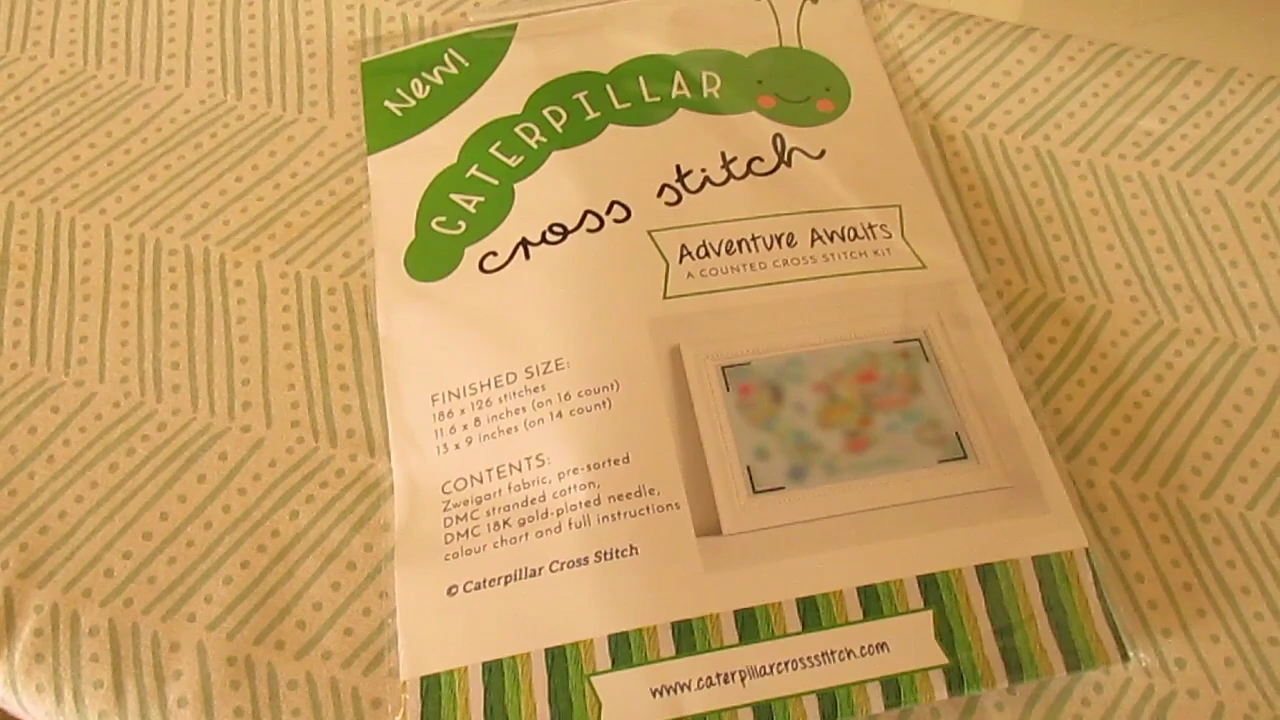 New!
CATERPILLAR
cross stitch
Adventure Awaits
A COUNTED CROSS STITCH KIT
FINISHED SIZE:
186 x 126 stitches
11.6 x 8 inches (on 16 count)
13 x 9 inches (on 14 count)
CONTENTS:
Zweigart fabric, pre-sorted
DMC stranded cotton,
DMC 18K gold-plated needle,
colour chart and full instructions
© Caterpillar Cross Stitch
www.caterpillarcrossstitch.com